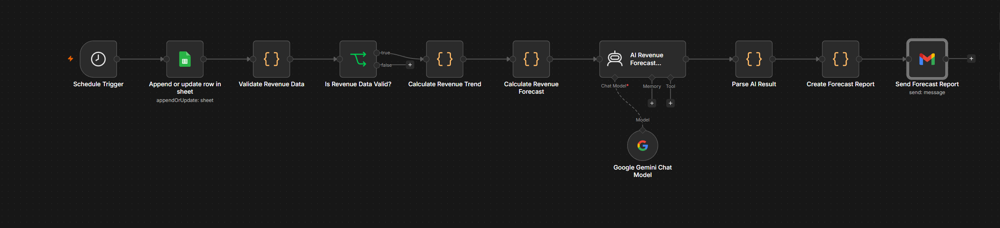 true
false
AI Revenue
Forecast...
Schedule Trigger
Append or update row in
sheet
appendOrUpdate: sheet
Validate Revenue Data
Is Revenue Data Valid?
Calculate Revenue Trend
Calculate Revenue
Forecast
Chat Model*
Memory
Tool
Parse AI Result
Create Forecast Report
Send Forecast Report
send: message
Model
Google Gemini Chat
Model